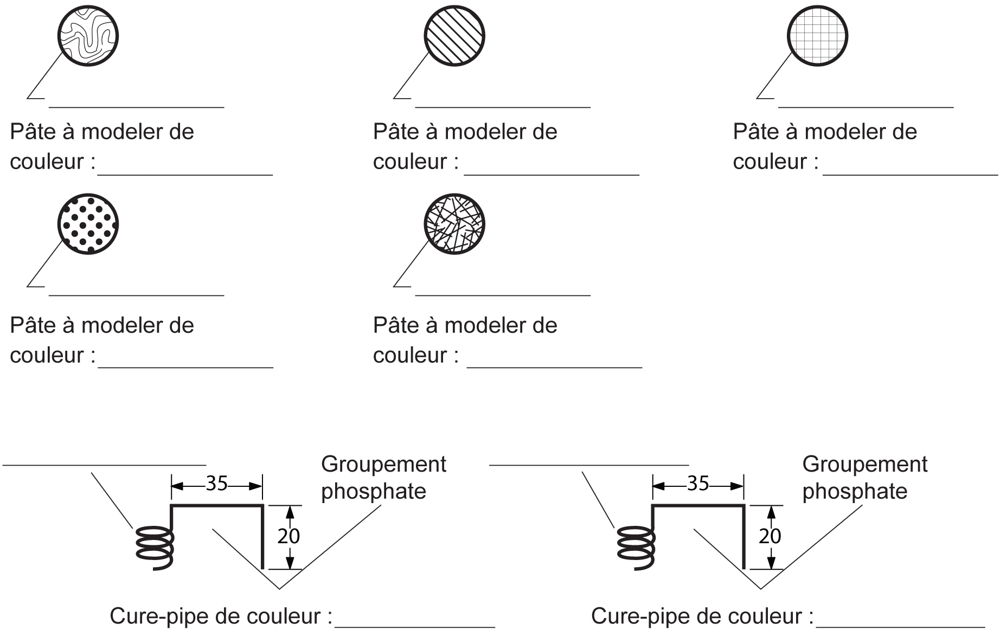 Pâte à modeler de
couleur :
Pâte à modeler de
couleur :
Pâte à modeler de
couleur :
Pâte à modeler de
couleur :
Pâte à modeler de
couleur :
Groupement
phosphate
35
20
Cure-pipe de couleur :
Groupement
phosphate
35
20
Cure-pipe de couleur :